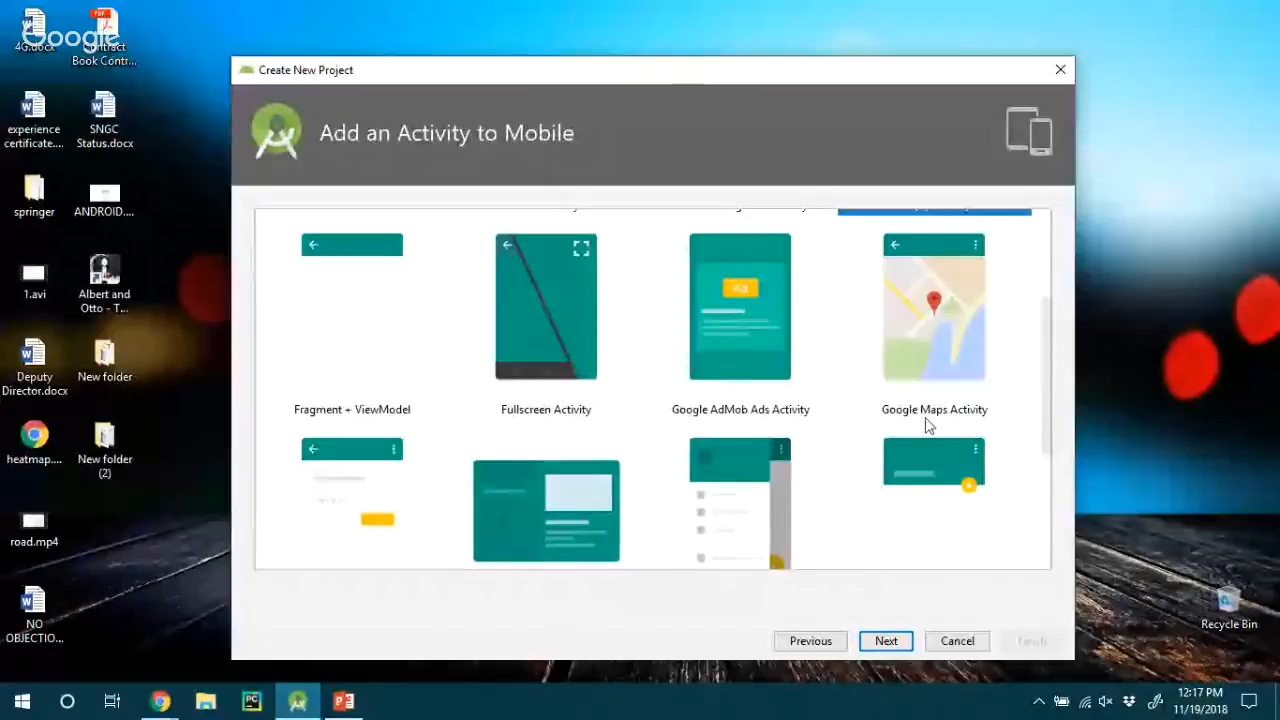 Google
4G.docx
Contract
Book Contr...
PDF
Create New Project
Add an Activity to Mobile
experience
certificate....
SNGC
Status.docx
springer
ANDROID....
1.avi
Albert and
Otto - T...
Deputy
Director.docx
New folder
heatmap....
New folder
(2)
road.mp4
NO
OBJECTIO...
Ad
Fragment + ViewModel
Fullscreen Activity
Google AdMob Ads Activity
Google Maps Activity
Previous
Next
Cancel
Finish
Recycle Bin
PC
12:17 PM
11/19/2018